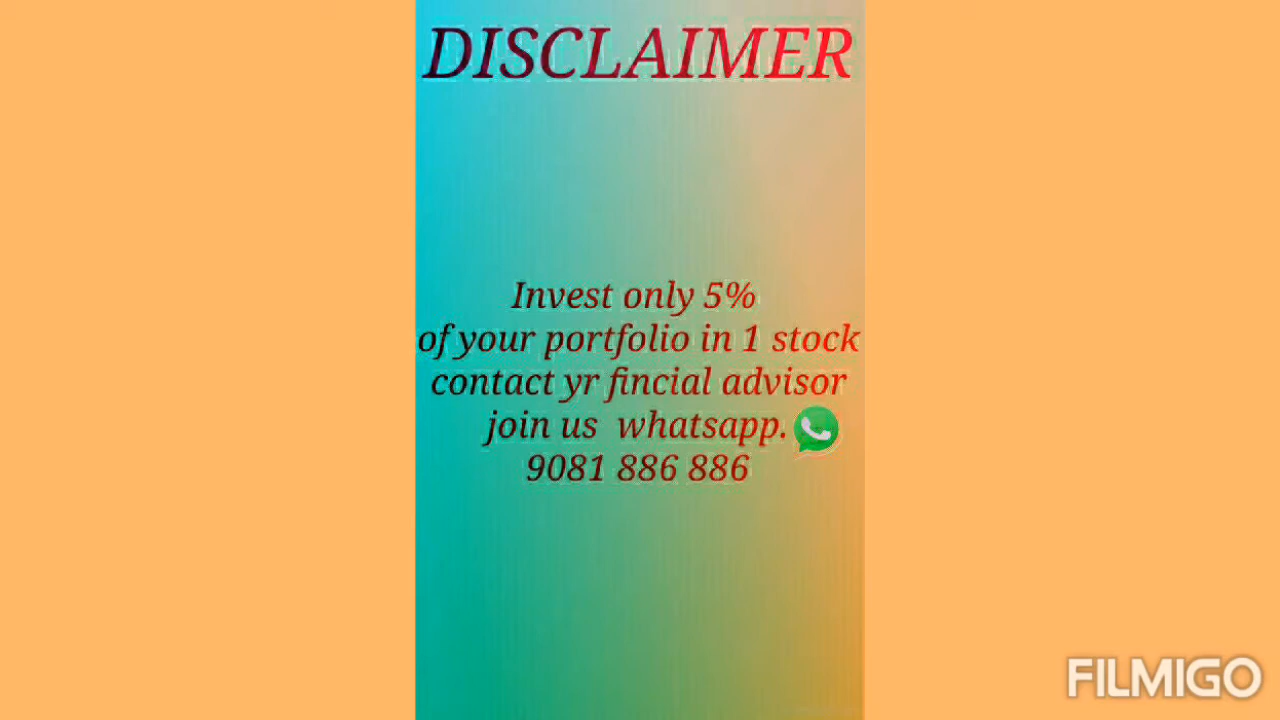 DISCLAIMER
Invest only 5%
of your portfolio in 1 stock
contact yr fincial advisor
join us whatsapp.
9081 886 886
FILMIGO